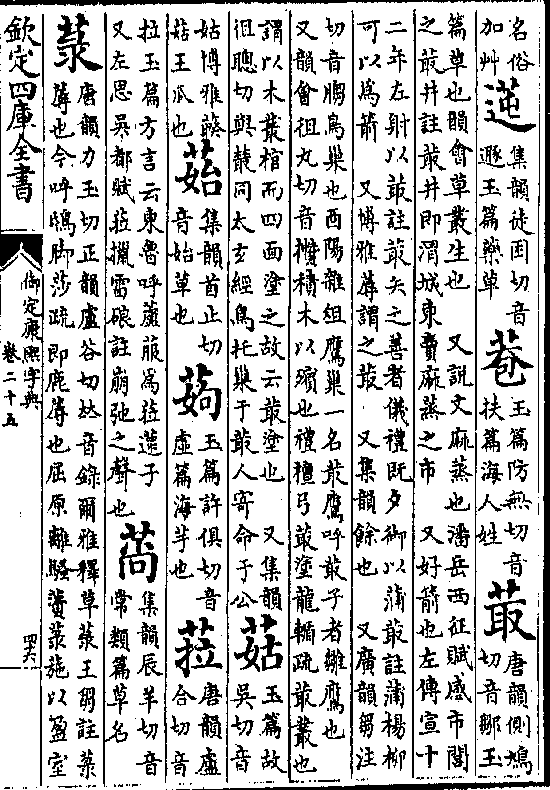 名俗
加艸
集韻徒困切音
遯玉篇藥草
玉篇防無切音
扶篇海人姓
菆
唐韻側鳩
切音鄒玉
篇草也韻會草叢生也 又說文麻蒸也潘岳西征賦感市閭
之菆井註菆井即渭城東賣麻蒸之市 又好箭也左傳宣十
二年左射以菆註菆矢之善者儀禮既夕御以蒲菆註蒲楊柳
可以爲箭 又博雅蓐謂之菆 又集韻餘也 又廣韻芻注
切音鳥巢也酉陽雜俎鷹巢一名菆鷹呼菆子者雛鷹也
又韻會徂丸切音欑積木以殯也禮檀弓菆塗龍輴疏菆叢也
謂以木叢棺而四面塗之故云菆塗也 又集韻
徂聰切與藂同太玄經鳥托巢于菆人寄命于公
菇
玉篇故
吳切音
姑博雅
菇王瓜也
集韻首止切
音始草也
玉篇許俱切音
虛篇海芋也
菈
唐韻盧
合切音
拉玉篇方言云東魯呼蘆菔爲菈子
又左思吳都賦菈擸雷硠註崩弛之聲也
集韻辰羊切音
常類篇草名
菉
唐韻力玉切正韻盧谷切𠀤音錄爾雅釋草菉王芻註菉
蓐也今呼鴟脚莎疏即鹿蓐也屈原離騷薋菉葹以盈室
欽定四庫全書
御定康熙字典
卷二十五
四六